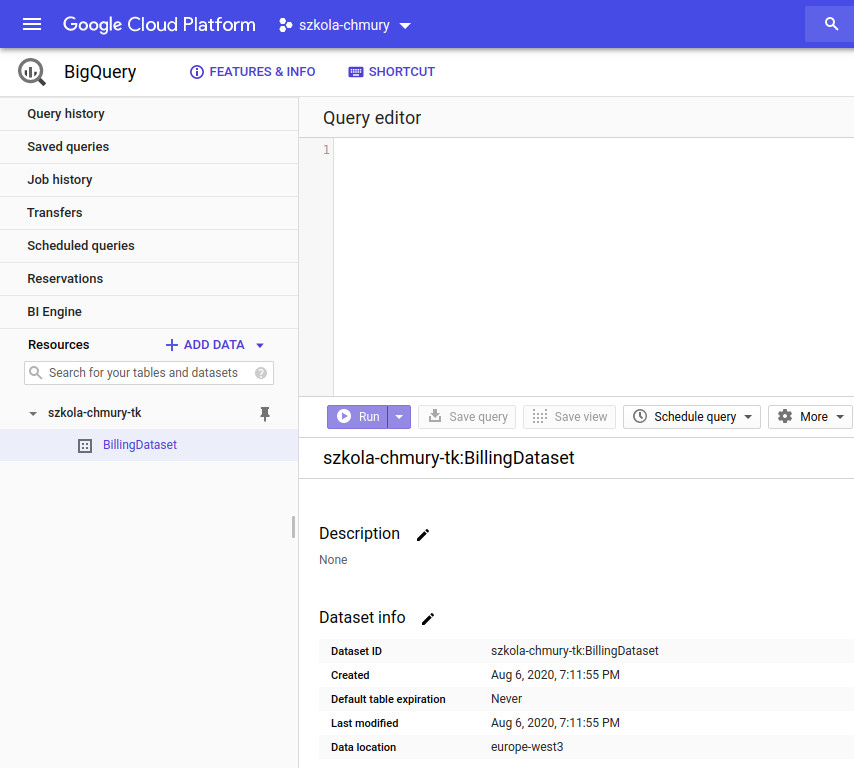 Google Cloud Platform szkola-chmury
BigQuery FEATURES & INFO SHORTCUT
Query history
Saved queries
Job history
Transfers
Scheduled queries
Reservations
BI Engine
Resources ADD DATA
Search for your tables and datasets ?
szkola-chmury-tk
BillingDataset
Query editor
1
Run Save query Save view Schedule query More
szkola-chmury-tk:BillingDataset
Description
None
Dataset info
Dataset ID szkola-chmury-tk:BillingDataset
Created Aug 6, 2020, 7:11:55 PM
Default table expiration Never
Last modified Aug 6, 2020, 7:11:55 PM
Data location europe-west3